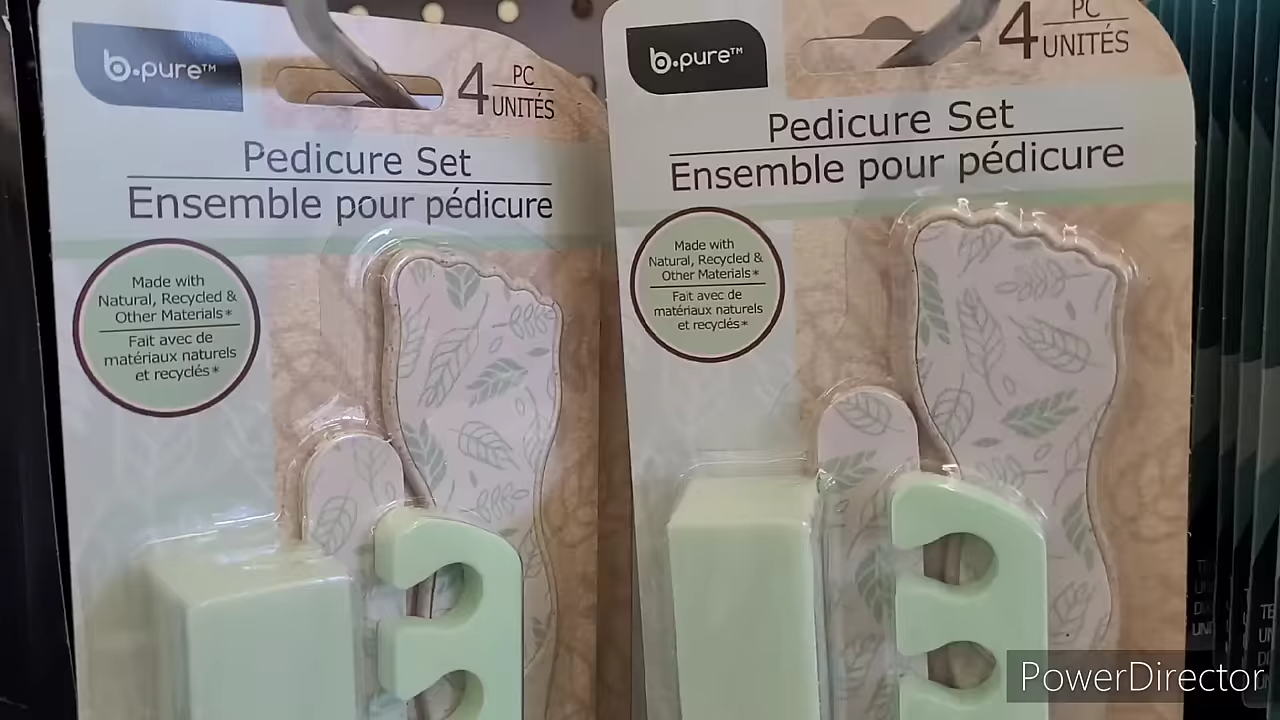 b.pure™
4 PC
UNITÉS
Pedicure Set
Ensemble pour pédicure
Made with
Natural, Recycled &
Other Materials*
Fait avec de
matériaux naturels
et recyclés*
b.pure™
4 PC
UNITÉS
Pedicure Set
Ensemble pour pédicure
Made with
Natural, Recycled &
Other Materials*
Fait avec de
matériaux naturels
et recyclés*
PowerDirector